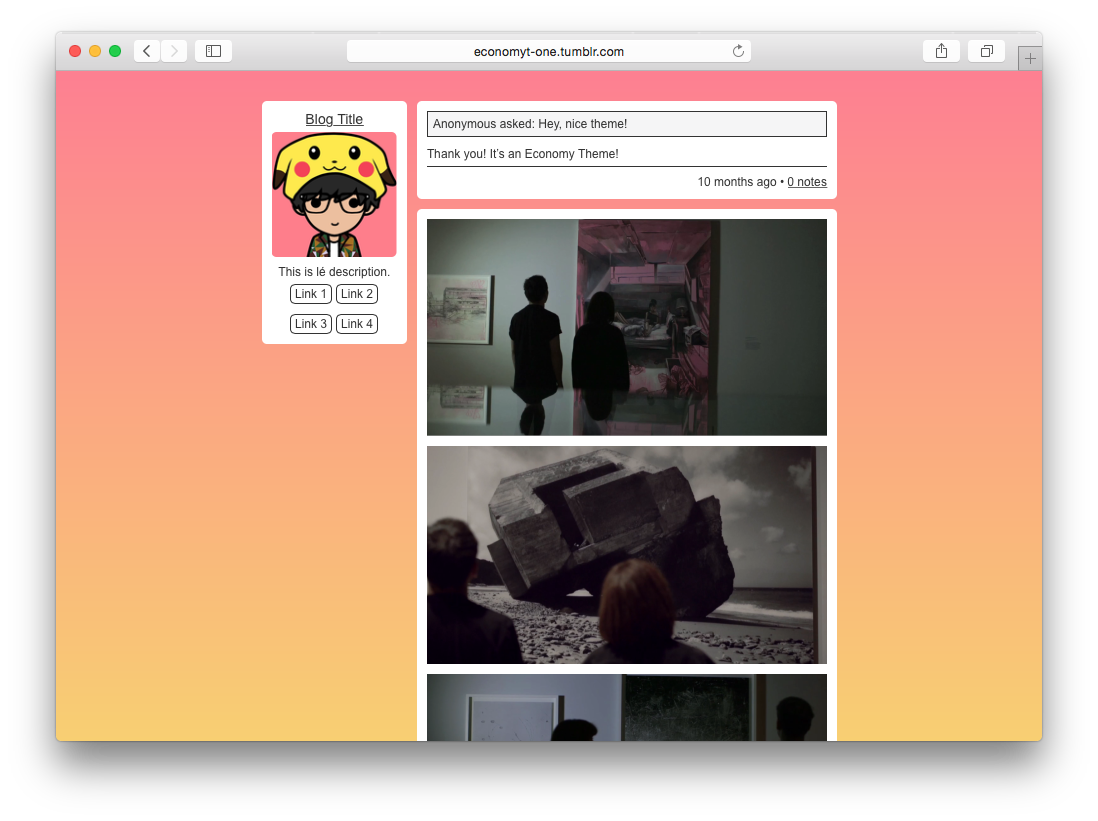 economyt-one.tumblr.com
Blog Title
This is lé description.
Link 1 Link 2
Link 3 Link 4
Anonymous asked: Hey, nice theme!
Thank you! It’s an Economy Theme!
10 months ago • 0 notes